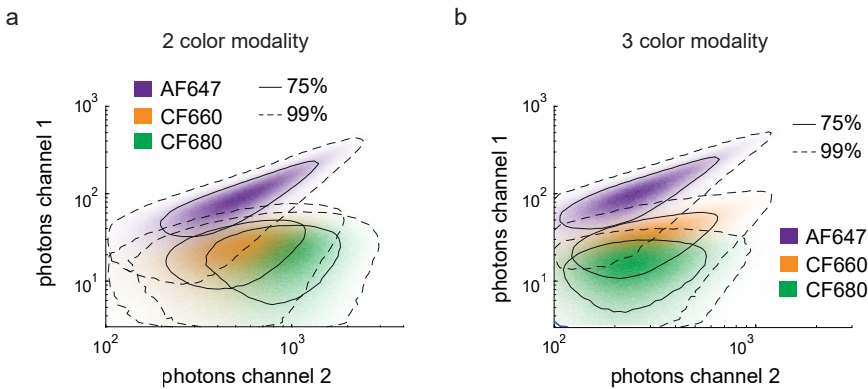 a
2 color modality
AF647
CF660
CF680
75%
99%
photons channel 1
10³
10²
10¹
10²
10³
photons channel 2
b
3 color modality
75%
99%
AF647
CF660
CF680
photons channel 1
10³
10²
10¹
10²
10³
photons channel 2